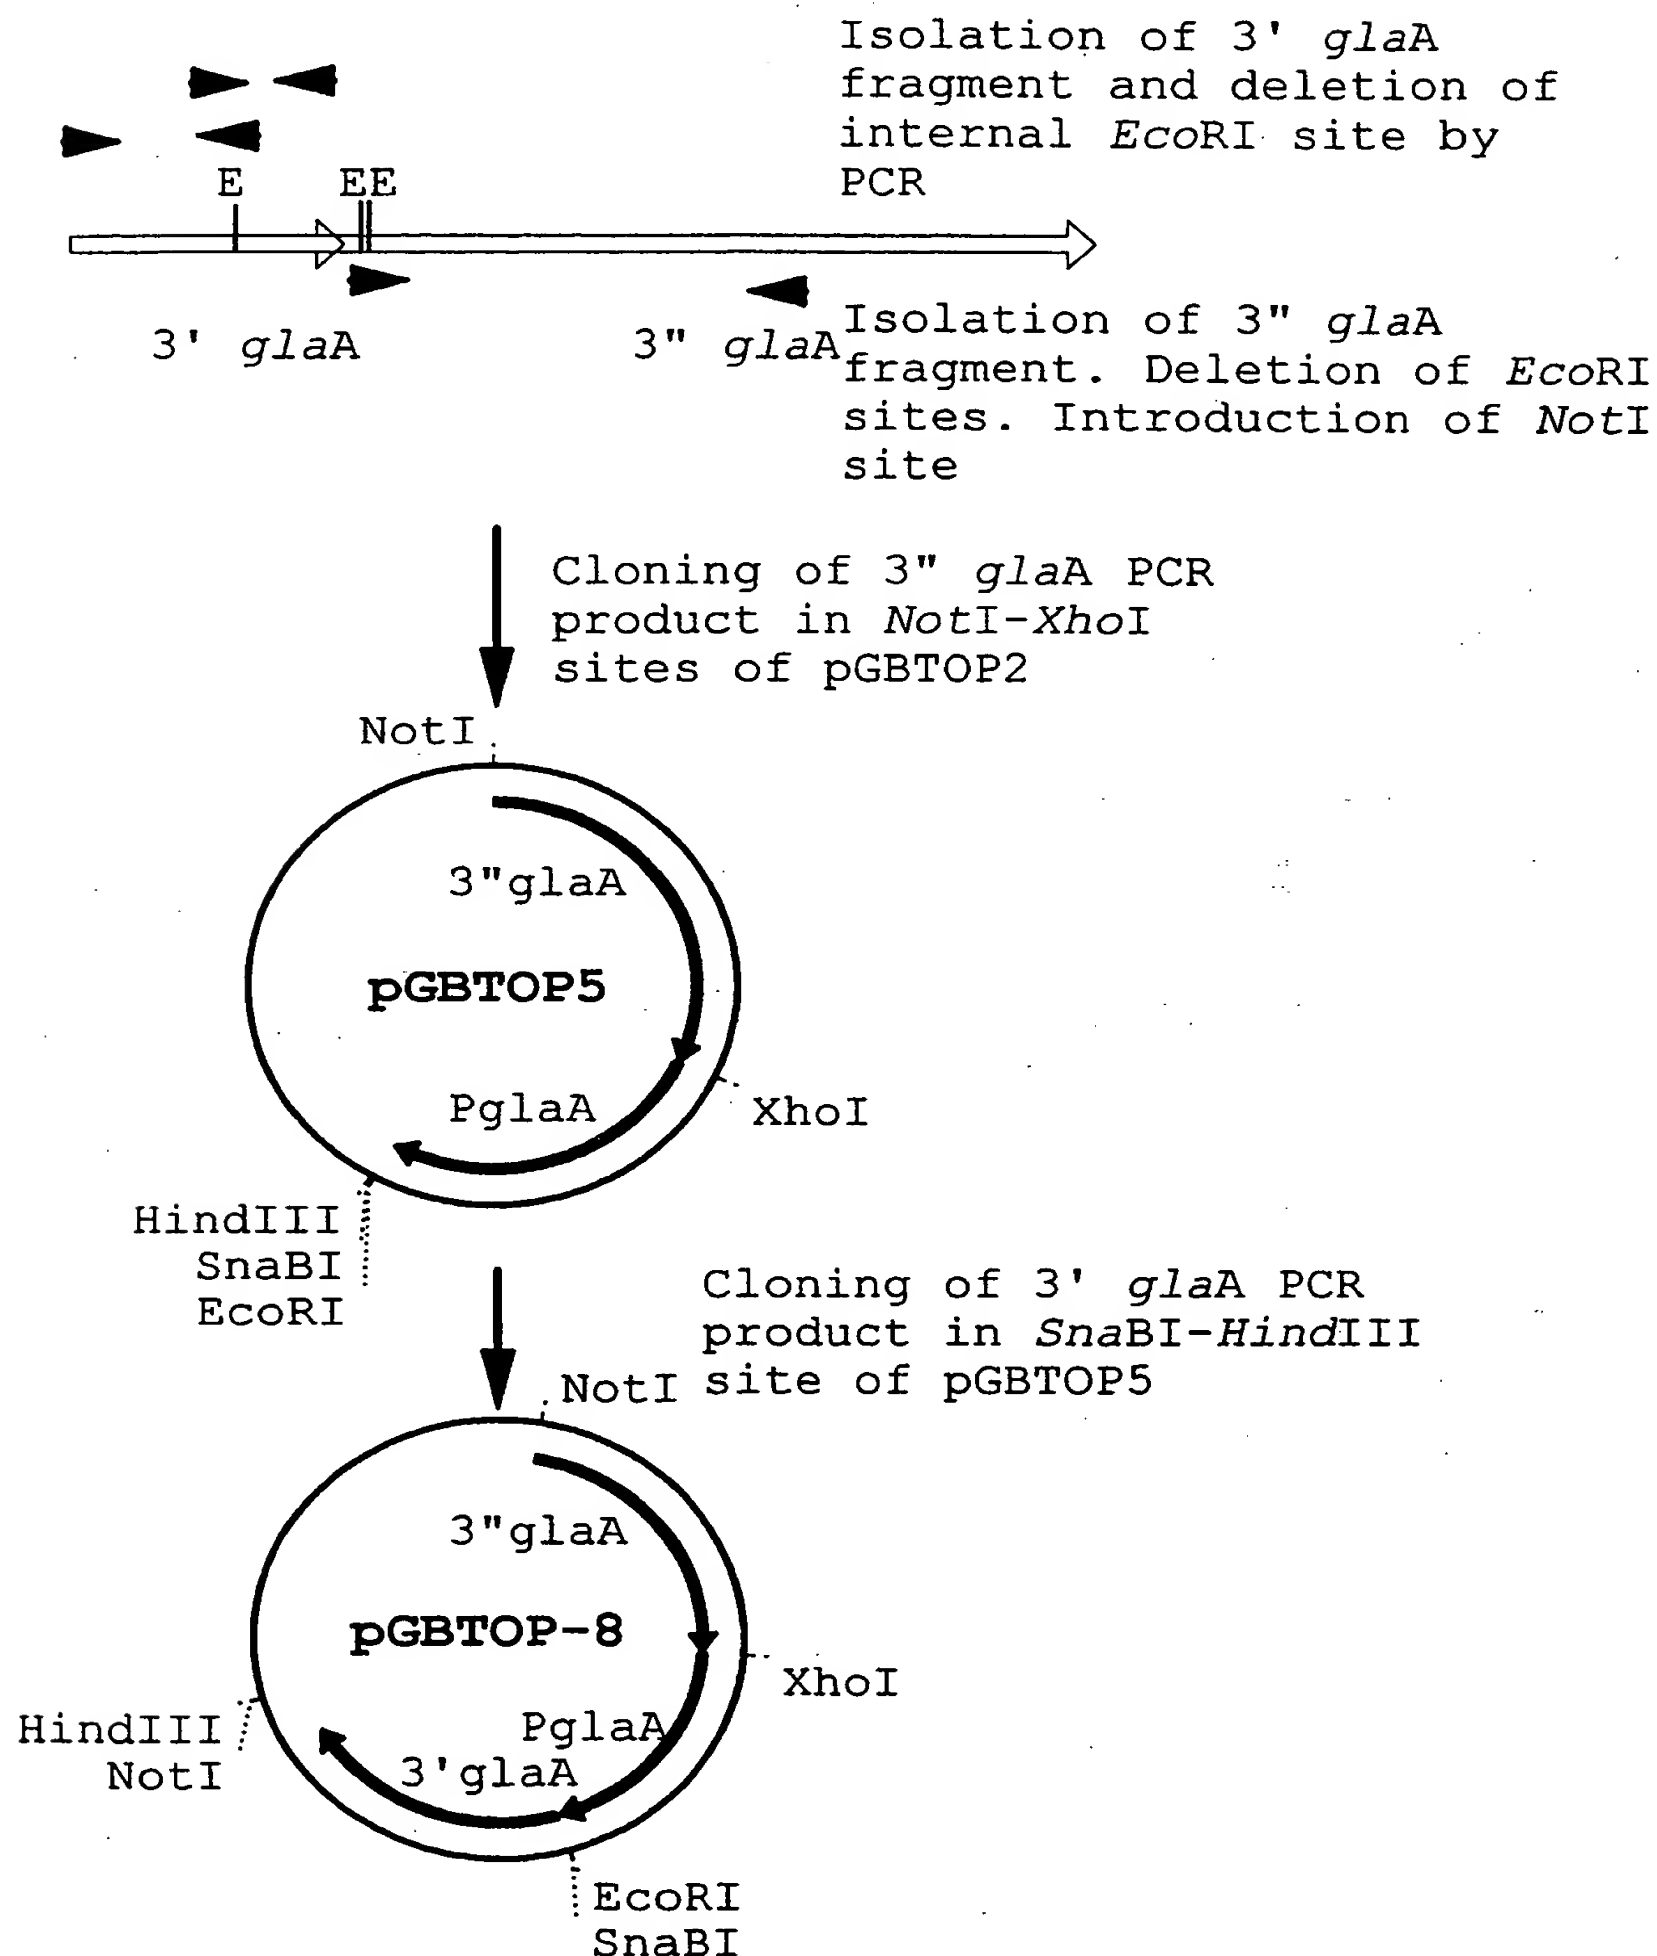 Isolation of 3' glaA
fragment and deletion of
internal EcoRI site by
PCR
E
EE
3' glaA
3" glaA
Isolation of 3" glaA
fragment. Deletion of EcoRI
sites. Introduction of NotI
site
Cloning of 3" glaA PCR
product in NotI-XhoI
sites of pGBTOP2
NotI
3"glaA
pGBTOP5
PglaA
XhoI
HindIII
SnaBI
EcoRI
Cloning of 3' glaA PCR
product in SnaBI-HindIII
site of pGBTOP5
NotI
3"glaA
pGBTOP-8
XhoI
HindIII
NotI
PglaA
3'glaA
EcoRI
SnaBI